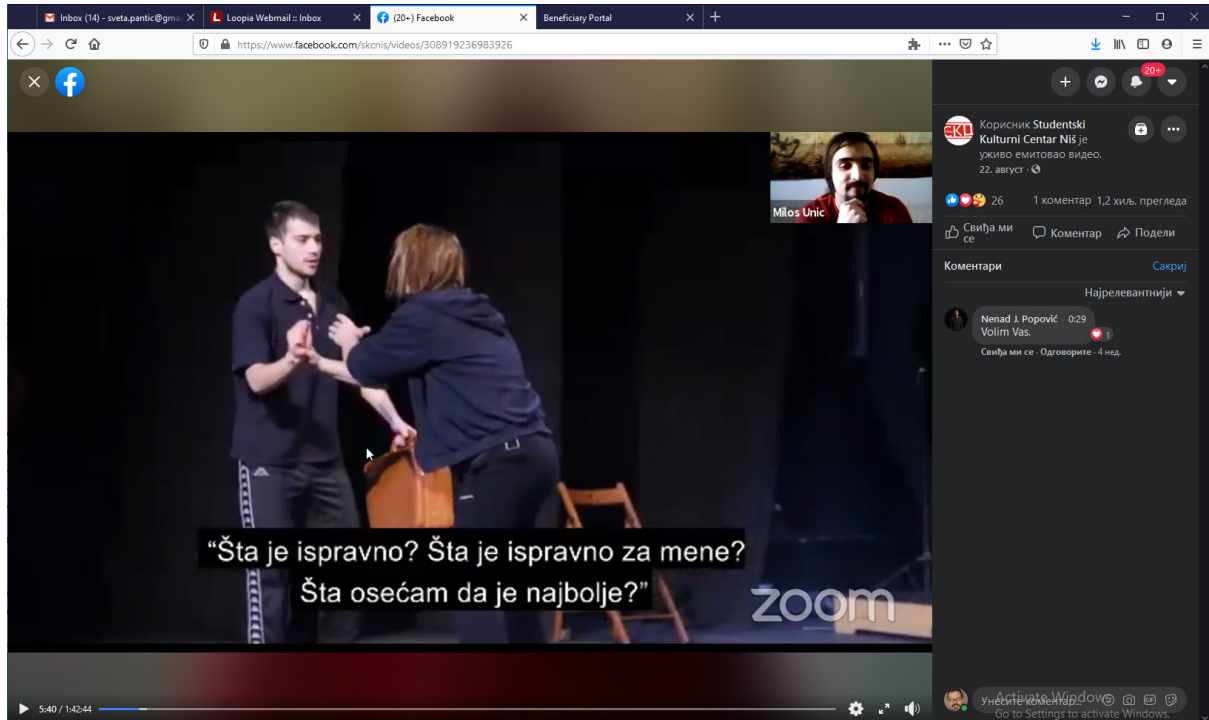 Inbox (14) - sveta.pantic@gma
Loopia Webmail :: Inbox
(20+) Facebook
Beneficiary Portal
https://www.facebook.com/skcnis/videos/308919236983926
20+
Корисник Studentski
Kulturni Centar Niš је
уживо емитовао видео.
22. август
26
1 коментар 1,2 хиљ. прегледа
Свиђа ми
се
Коментар
Подели
Коментари
Сакриј
Најрелевантнији
Nenad J. Popović · 0:29
Volim Vas.
1
Свиђа ми се · Одговорите · 4 нед.
СКЦ
Milos Unic
“Šta je ispravno? Šta je ispravno za mene?
Šta osećam da je najbolje?”
zoom
5:40 / 1:42:44
Унесите коментар...
Activate Windows
Go to Settings to activate Windows.
GIF